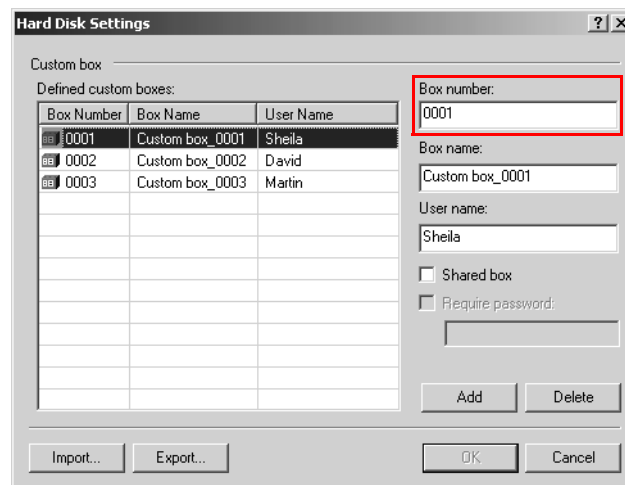 Hard Disk Settings
Custom box
Defined custom boxes:
Box Number Box Name User Name
0001 Custom box_0001 Sheila
0002 Custom box_0002 David
0003 Custom box_0003 Martin
Box number:
0001
Box name:
Custom box_0001
User name:
Sheila
Shared box
Require password:
Add Delete
Import... Export... OK Cancel